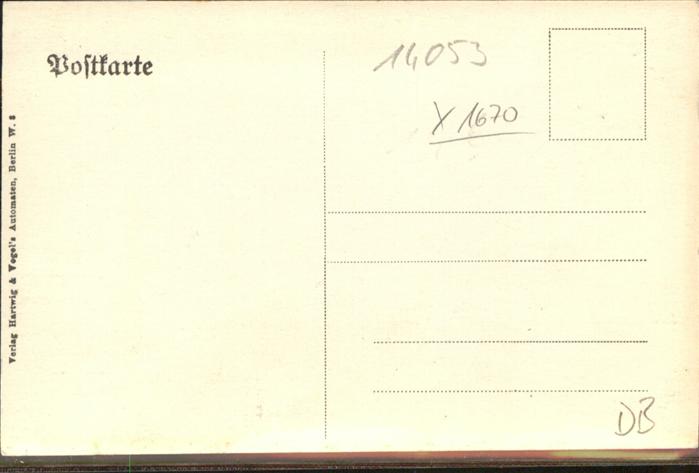 Postkarte
14053
X 1670
Verlag Hartwig & Vogel's Automaten, Berlin W. 8
DB